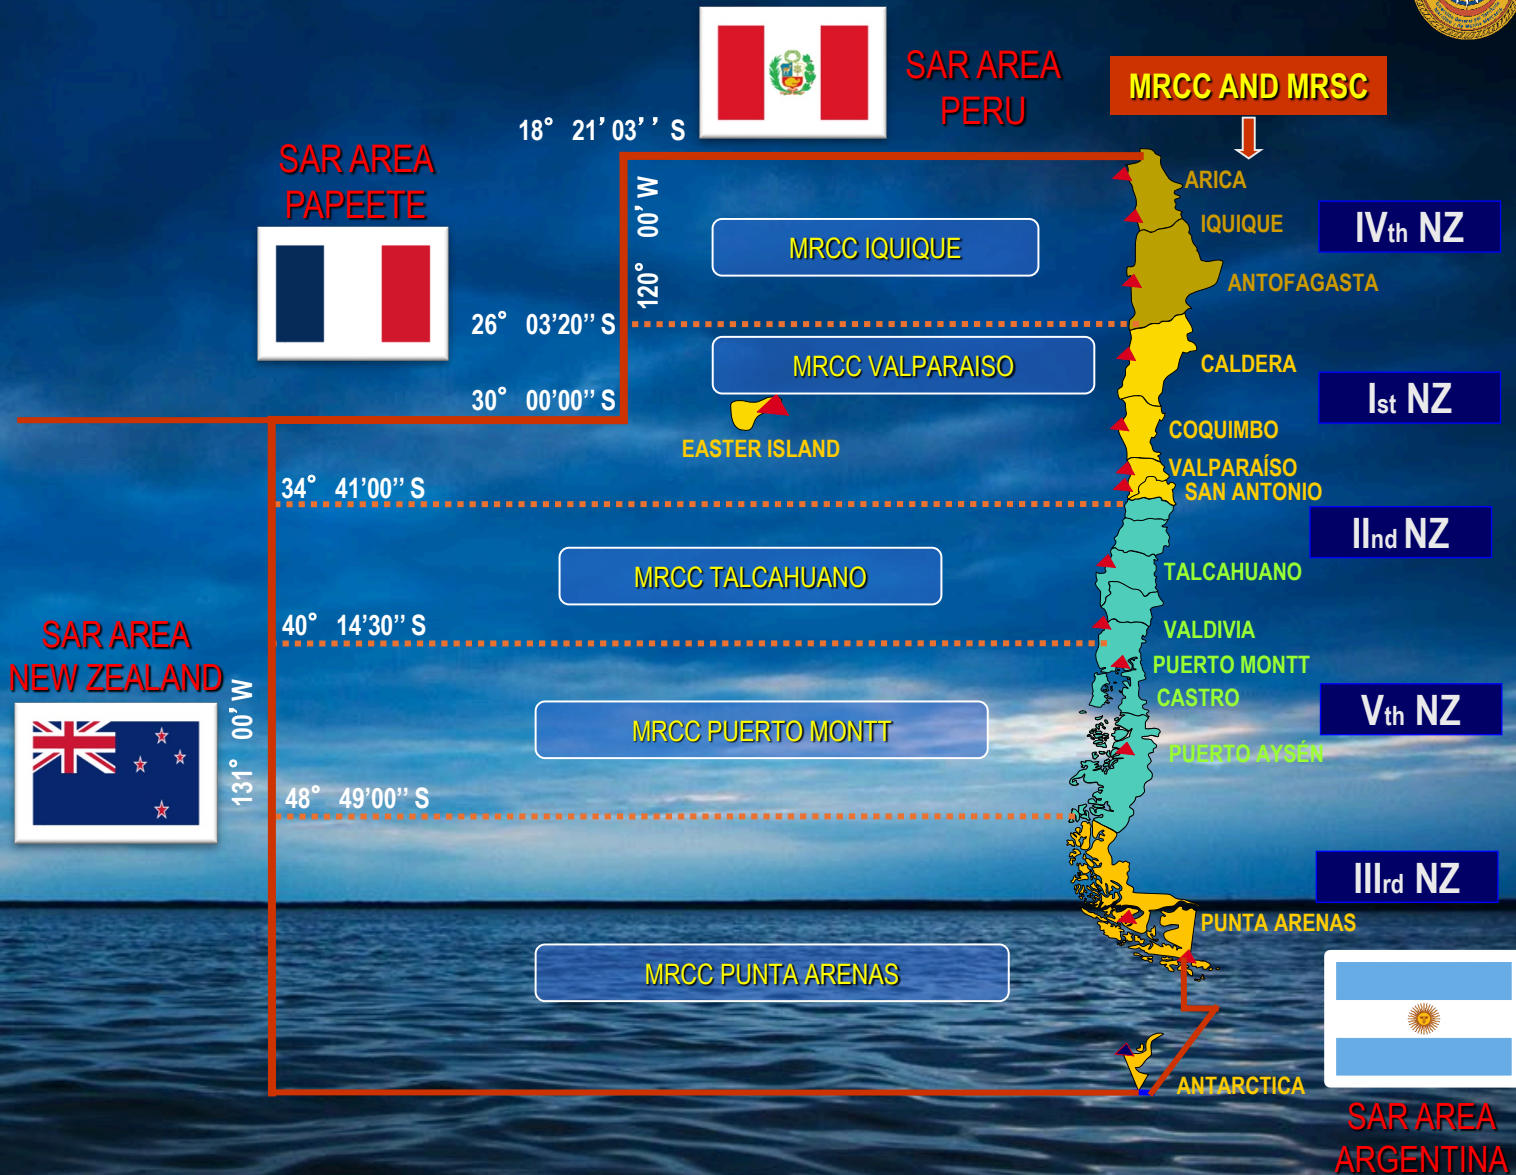 SAR AREA
PERU
MRCC AND MRSC
18° 21’ 03’’ S
SAR AREA
PAPEETE
120° 00’ W
ARICA
IQUIQUE
IVth NZ
MRCC IQUIQUE
ANTOFAGASTA
26° 03’20’’ S
MRCC VALPARAISO
CALDERA
30° 00’00’’ S
Ist NZ
EASTER ISLAND
COQUIMBO
VALPARAÍSO
SAN ANTONIO
34° 41’00’’ S
IInd NZ
MRCC TALCAHUANO
TALCAHUANO
40° 14’30’’ S
VALDIVIA
SAR AREA
NEW ZEALAND
PUERTO MONTT
CASTRO
131° 00’ W
MRCC PUERTO MONTT
Vth NZ
PUERTO AYSÉN
48° 49’00’’ S
IIIrd NZ
PUNTA ARENAS
MRCC PUNTA ARENAS
ANTARCTICA
SAR AREA
ARGENTINA